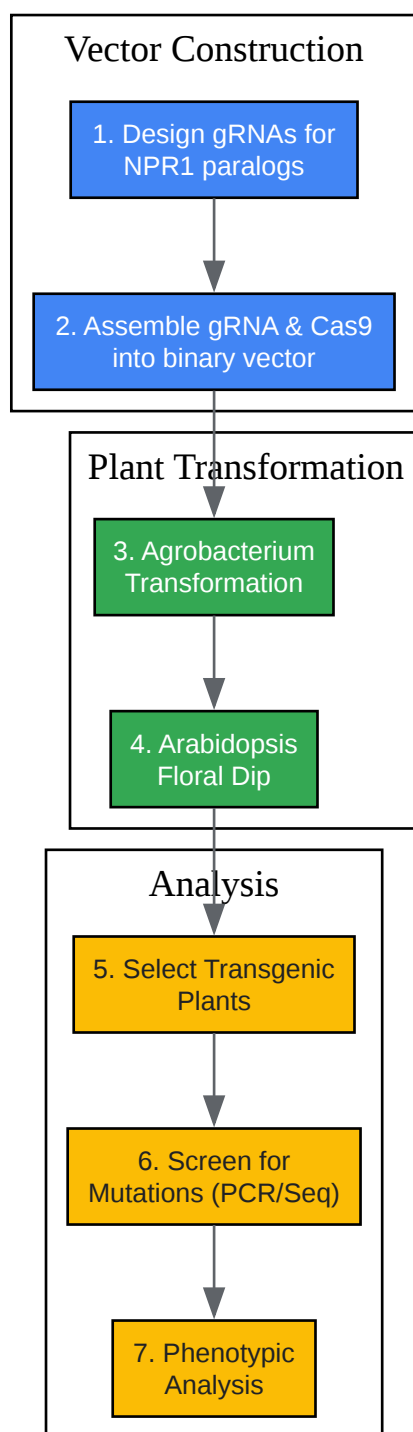 Vector Construction
1. Design gRNAs for
NPR1 paralogs
2. Assemble gRNA & Cas9
into binary vector
Plant Transformation
3. Agrobacterium
Transformation
4. Arabidopsis
Floral Dip
Analysis
5. Select Transgenic
Plants
6. Screen for
Mutations (PCR/Seq)
7. Phenotypic
Analysis